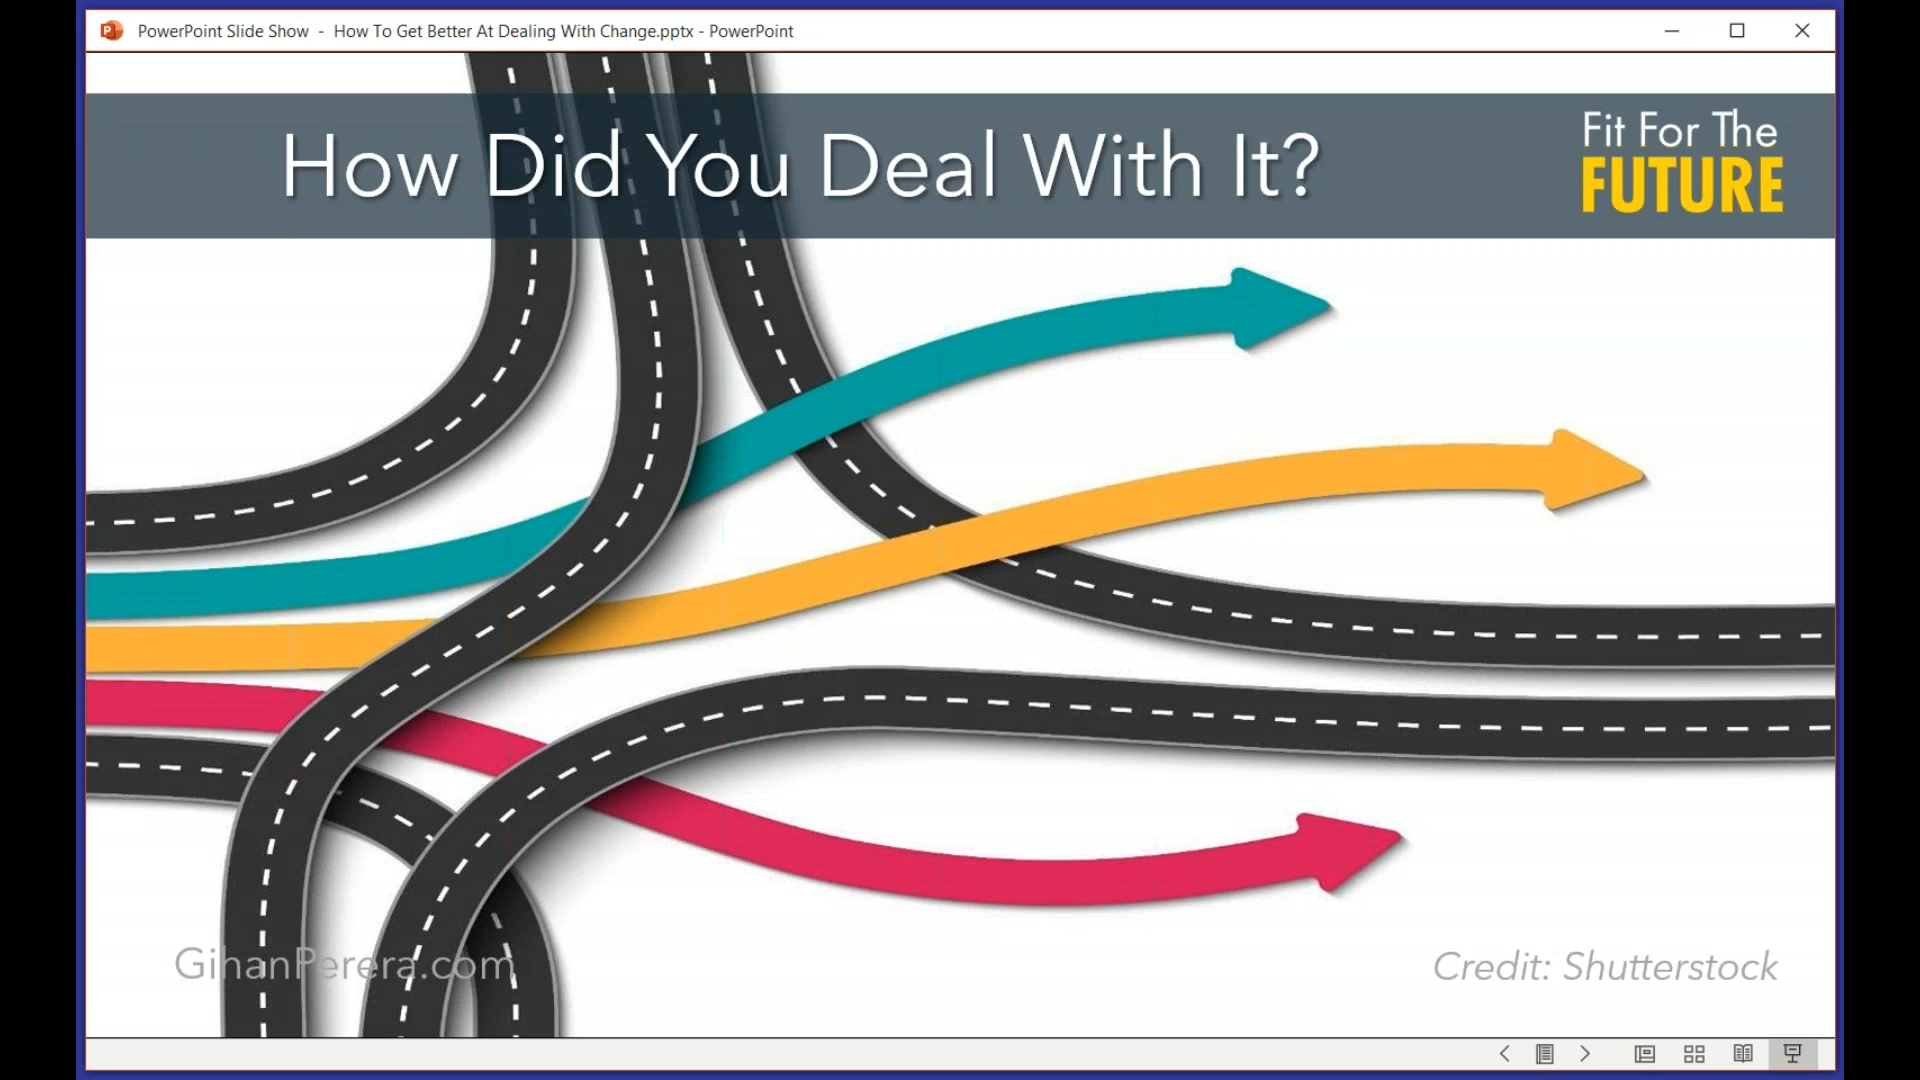 PowerPoint Slide Show - How To Get Better At Dealing With Change.pptx - PowerPoint
How Did You Deal With It?
Fit For The
FUTURE
GihanPerera.com
Credit: Shutterstock